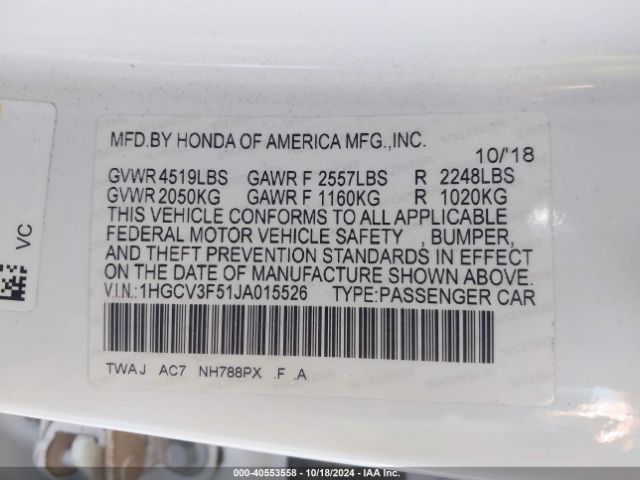 MFD.BY HONDA OF AMERICA MFG.,INC.
10/'18
GVWR 4519LBS GAWR F 2557LBS R 2248LBS
GVWR 2050KG GAWR F 1160KG R 1020KG
THIS VEHICLE CONFORMS TO ALL APPLICABLE
FEDERAL MOTOR VEHICLE SAFETY , BUMPER,
AND THEFT PREVENTION STANDARDS IN EFFECT
ON THE DATE OF MANUFACTURE SHOWN ABOVE.
V.I.N.:1HGCV3F51JA015526 TYPE:PASSENGER CAR
TWAJ AC7 NH788PX .F .A
VC
000-40553558 - 10/18/2024 - IAA Inc.